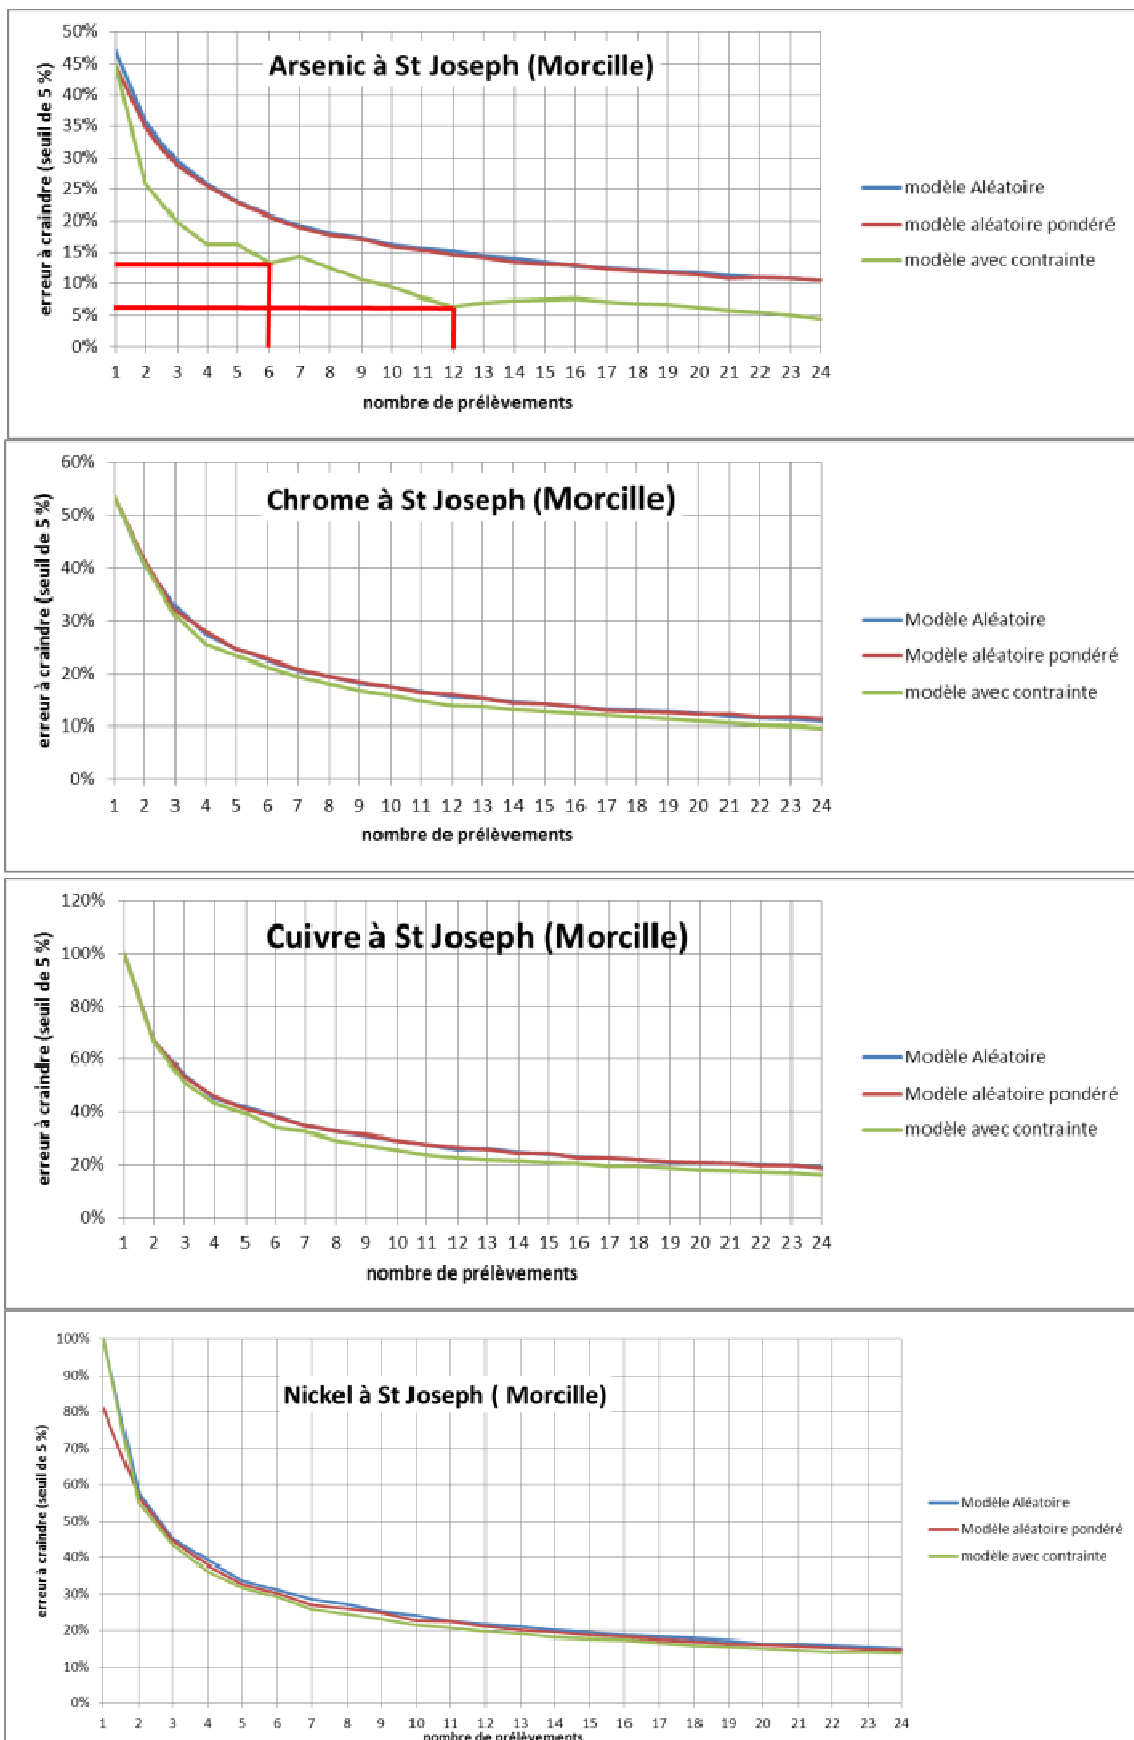 Arsenic à St Joseph (Morcille)
erreur à craindre (seuil de 5 %)
50%
45%
40%
35%
30%
25%
20%
15%
10%
5%
0%
1 2 3 4 5 6 7 8 9 10 11 12 13 14 15 16 17 18 19 20 21 22 23 24
nombre de prélèvements
modèle Aléatoire
modèle aléatoire pondéré
modèle avec contrainte
Chrome à St Joseph (Morcille)
erreur à craindre (seuil de 5 %)
60%
50%
40%
30%
20%
10%
0%
1 2 3 4 5 6 7 8 9 10 11 12 13 14 15 16 17 18 19 20 21 22 23 24
nombre de prélèvements
Modèle Aléatoire
Modèle aléatoire pondéré
modèle avec contrainte
Cuivre à St Joseph (Morcille)
erreur à craindre (seuil de 5 %)
120%
100%
80%
60%
40%
20%
0%
1 2 3 4 5 6 7 8 9 10 11 12 13 14 15 16 17 18 19 20 21 22 23 24
nombre de prélèvements
Modèle Aléatoire
Modèle aléatoire pondéré
modèle avec contrainte
Nickel à St Joseph ( Morcille)
erreur à craindre (seuil de 5 %)
100%
90%
80%
70%
60%
50%
40%
30%
20%
10%
0%
1 2 3 4 5 6 7 8 9 10 11 12 13 14 15 16 17 18 19 20 21 22 23 24
nombre de prélèvements
Modèle Aléatoire
Modèle aléatoire pondéré
modèle avec contrainte